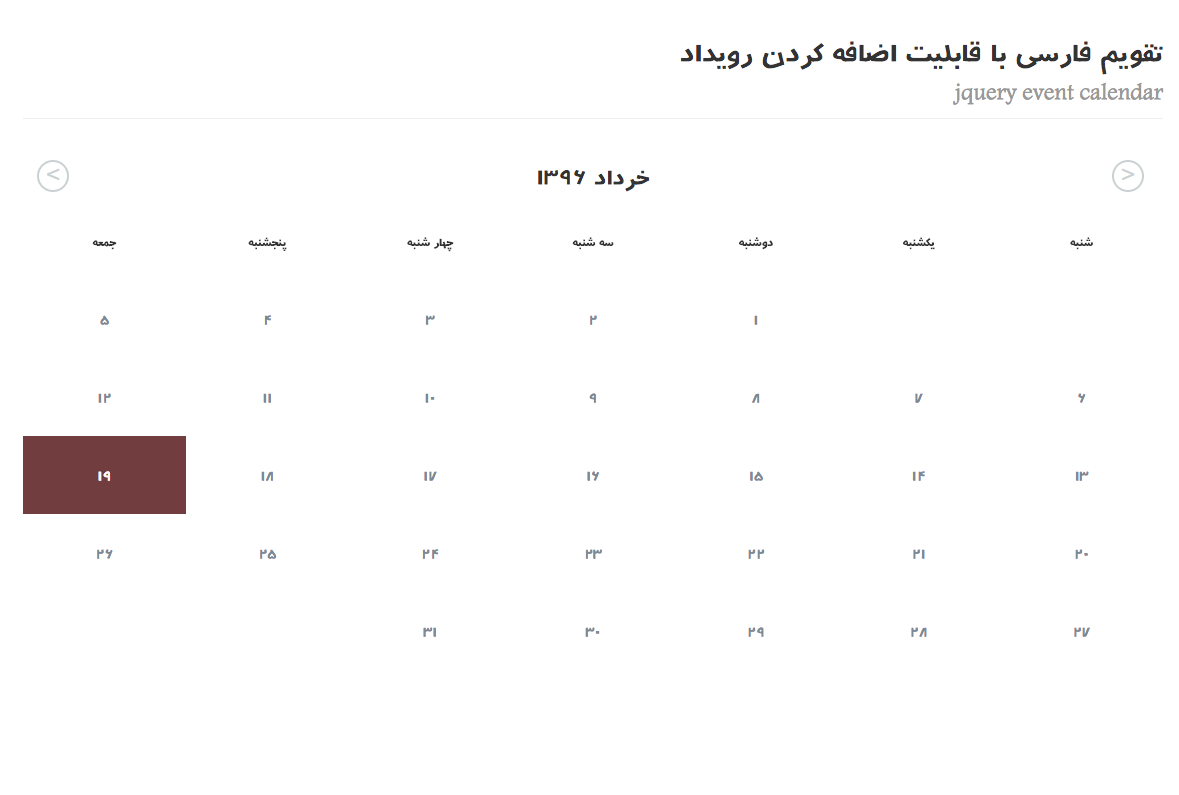 تقویم فارسی با قابلیت اضافه کردن رویداد
jquery event calendar
> خرداد ۱۳۹۶ <
شنبه یکشنبه دوشنبه سه شنبه چهار شنبه پنجشنبه جمعه
۱ ۲ ۳ ۴ ۵
۶ ۷ ۸ ۹ ۱۰ ۱۱ ۱۲
۱۳ ۱۴ ۱۵ ۱۶ ۱۷ ۱۸ ۱۹
۲۰ ۲۱ ۲۲ ۲۳ ۲۴ ۲۵ ۲۶
۲۷ ۲۸ ۲۹ ۳۰ ۳۱